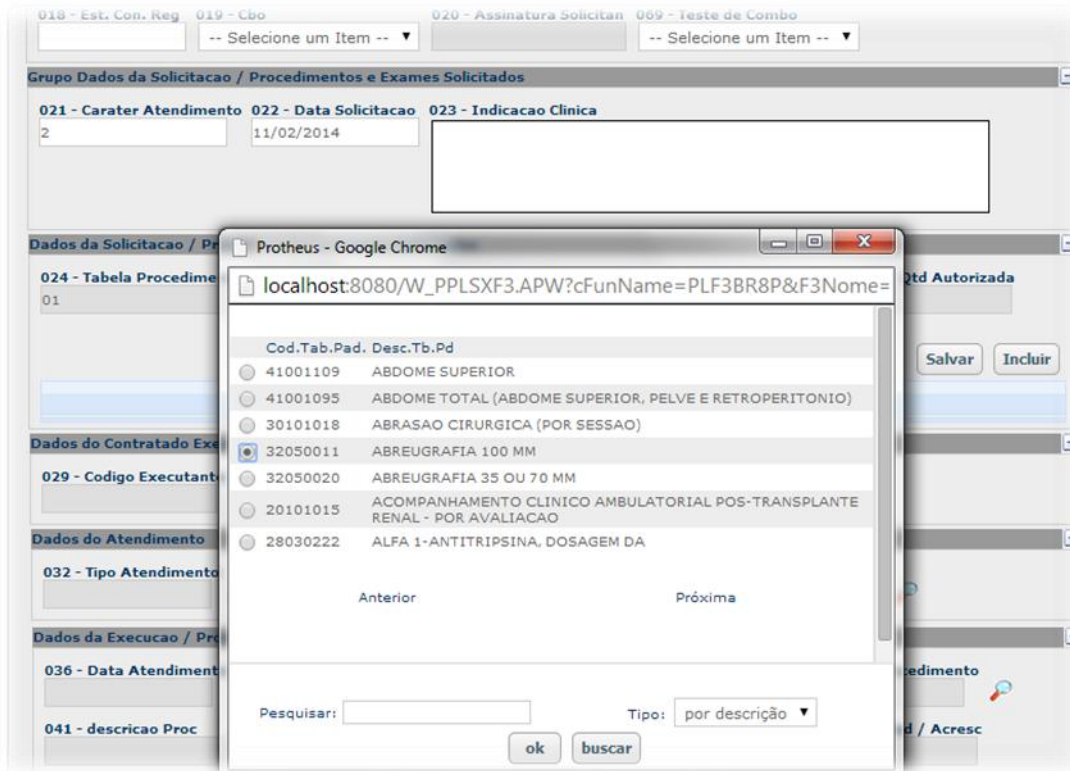 018 - Est. Con. Reg 019 - Cbo 020 - Assinatura Solicitan 069 - Teste de Combo
-- Selecione um Item -- -- Selecione um Item --
Grupo Dados da Solicitacao / Procedimentos e Exames Solicitados
021 - Carater Atendimento 022 - Data Solicitacao 023 - Indicacao Clinica
2 11/02/2014
Dados da Solicitacao / Pr
024 - Tabela Procedime Qtd Autorizada
01
Salvar Incluir
Dados do Contratado Exe
029 - Codigo Executant
Dados do Atendimento
032 - Tipo Atendimento
Dados da Execucao / Pro
036 - Data Atendiment cedimento
041 - descricao Proc d / Acresc
Protheus - Google Chrome
localhost:8080/W_PPLSXF3.APW?cFunName=PLF3BR8P&F3Nome=
Cod.Tab.Pad. Desc.Tb.Pd
41001109 ABDOME SUPERIOR
41001095 ABDOME TOTAL (ABDOME SUPERIOR, PELVE E RETROPERITONIO)
30101018 ABRASAO CIRURGICA (POR SESSAO)
32050011 ABREUGRAFIA 100 MM
32050020 ABREUGRAFIA 35 OU 70 MM
20101015 ACOMPANHAMENTO CLINICO AMBULATORIAL POS-TRANSPLANTE
RENAL - POR AVALIACAO
28030222 ALFA 1-ANTITRIPSINA, DOSAGEM DA
Anterior Próxima
Pesquisar: Tipo: por descrição
ok buscar